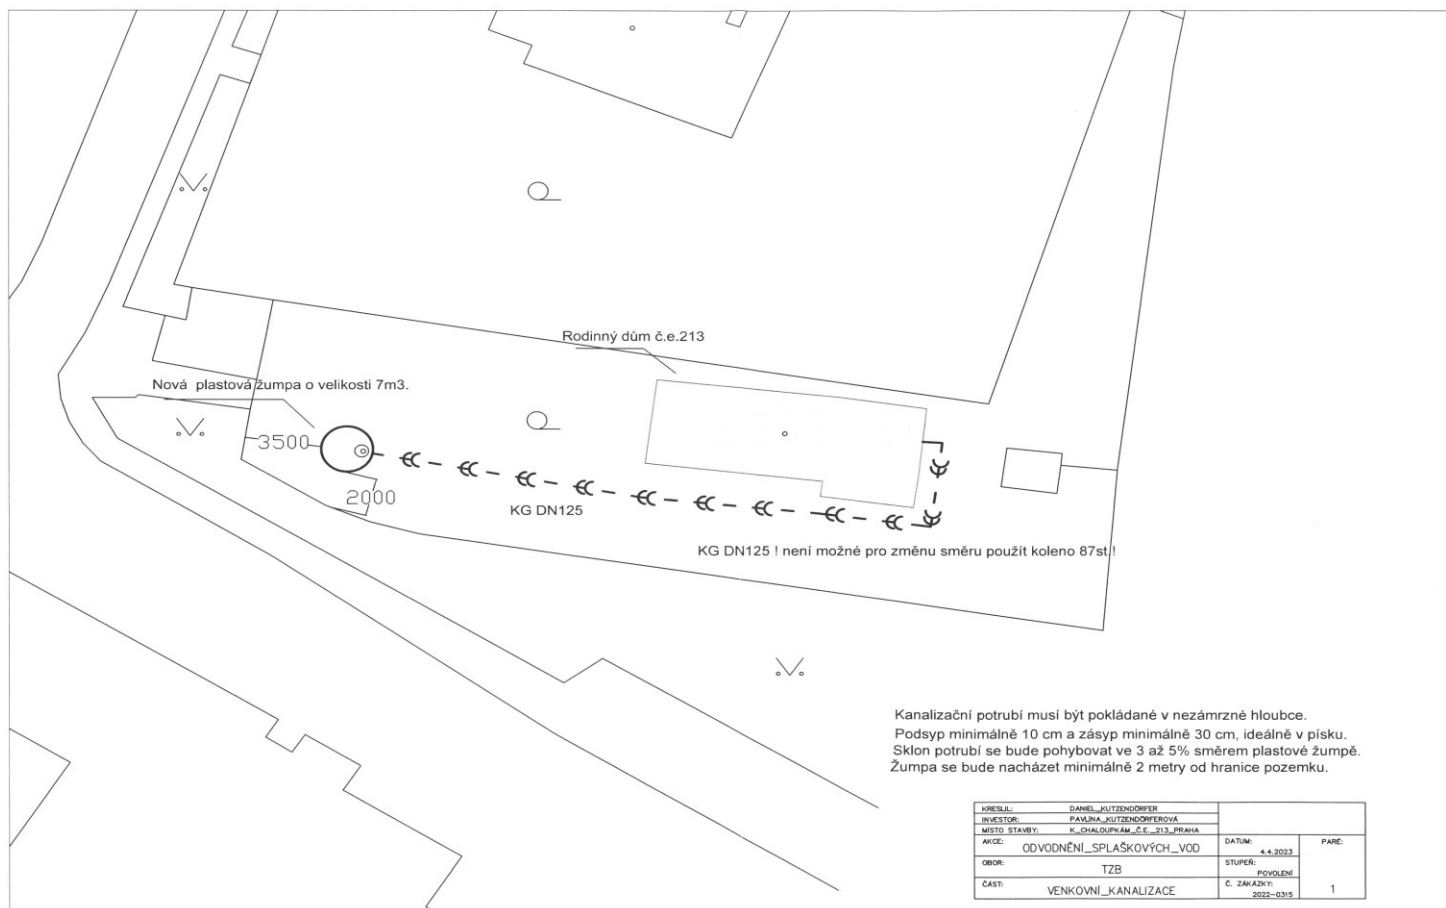 Rodinný dům č.e.213
Nová plastová žumpa o velikosti 7m3.
3500
2000
KG DN125
KG DN125 ! není možné pro změnu směru použít koleno 87st.!
Kanalizační potrubí musí být pokládané v nezámrzné hloubce.
Podsyp minimálně 10 cm a zásyp minimálně 30 cm, ideálně v písku.
Sklon potrubí se bude pohybovat ve 3 až 5% směrem plastové žumpě.
Žumpa se bude nacházet minimálně 2 metry od hranice pozemku.
KRESLIL: DANIEL_KUTZENDÖRFER
INVESTOR: PAVLÍNA_KUTZENDÖRFEROVÁ
MÍSTO STAVBY: K_CHALOUPKÁM_Č.E._213_PRAHA
AKCE: ODVODNĚNÍ_SPLAŠKOVÝCH_VOD
DATUM: 4.4.2023
PARÉ:
OBOR: TZB
STUPEŇ: POVOLENÍ
ČÁST: VENKOVNÍ_KANALIZACE
Č. ZAKÁZKY: 2022-0315
1